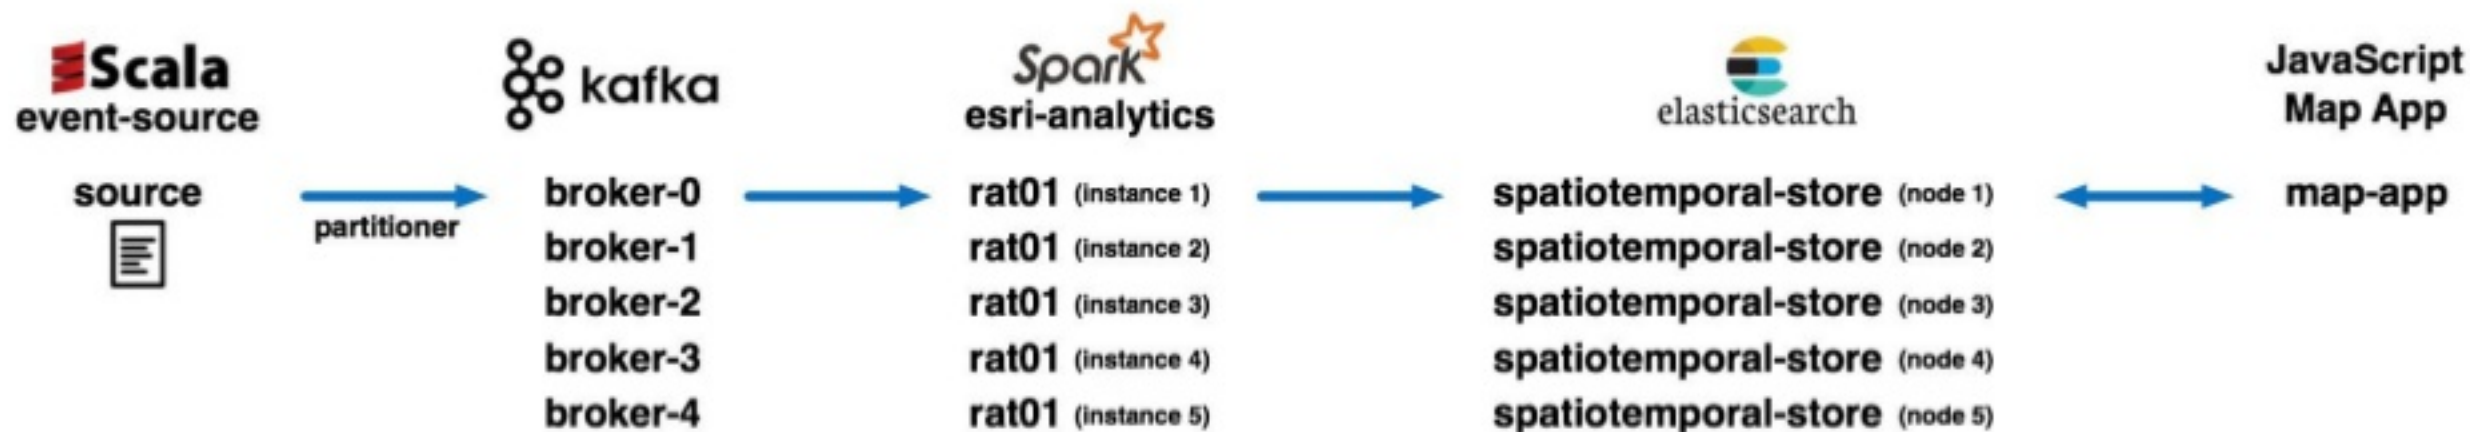 Scala
event-source
kafka
Spark
esri-analytics
elasticsearch
JavaScript
Map App
source
partitioner
broker-0
rat01 (instance 1)
spatiotemporal-store (node 1)
map-app
broker-1
rat01 (instance 2)
spatiotemporal-store (node 2)
broker-2
rat01 (instance 3)
spatiotemporal-store (node 3)
broker-3
rat01 (instance 4)
spatiotemporal-store (node 4)
broker-4
rat01 (instance 5)
spatiotemporal-store (node 5)